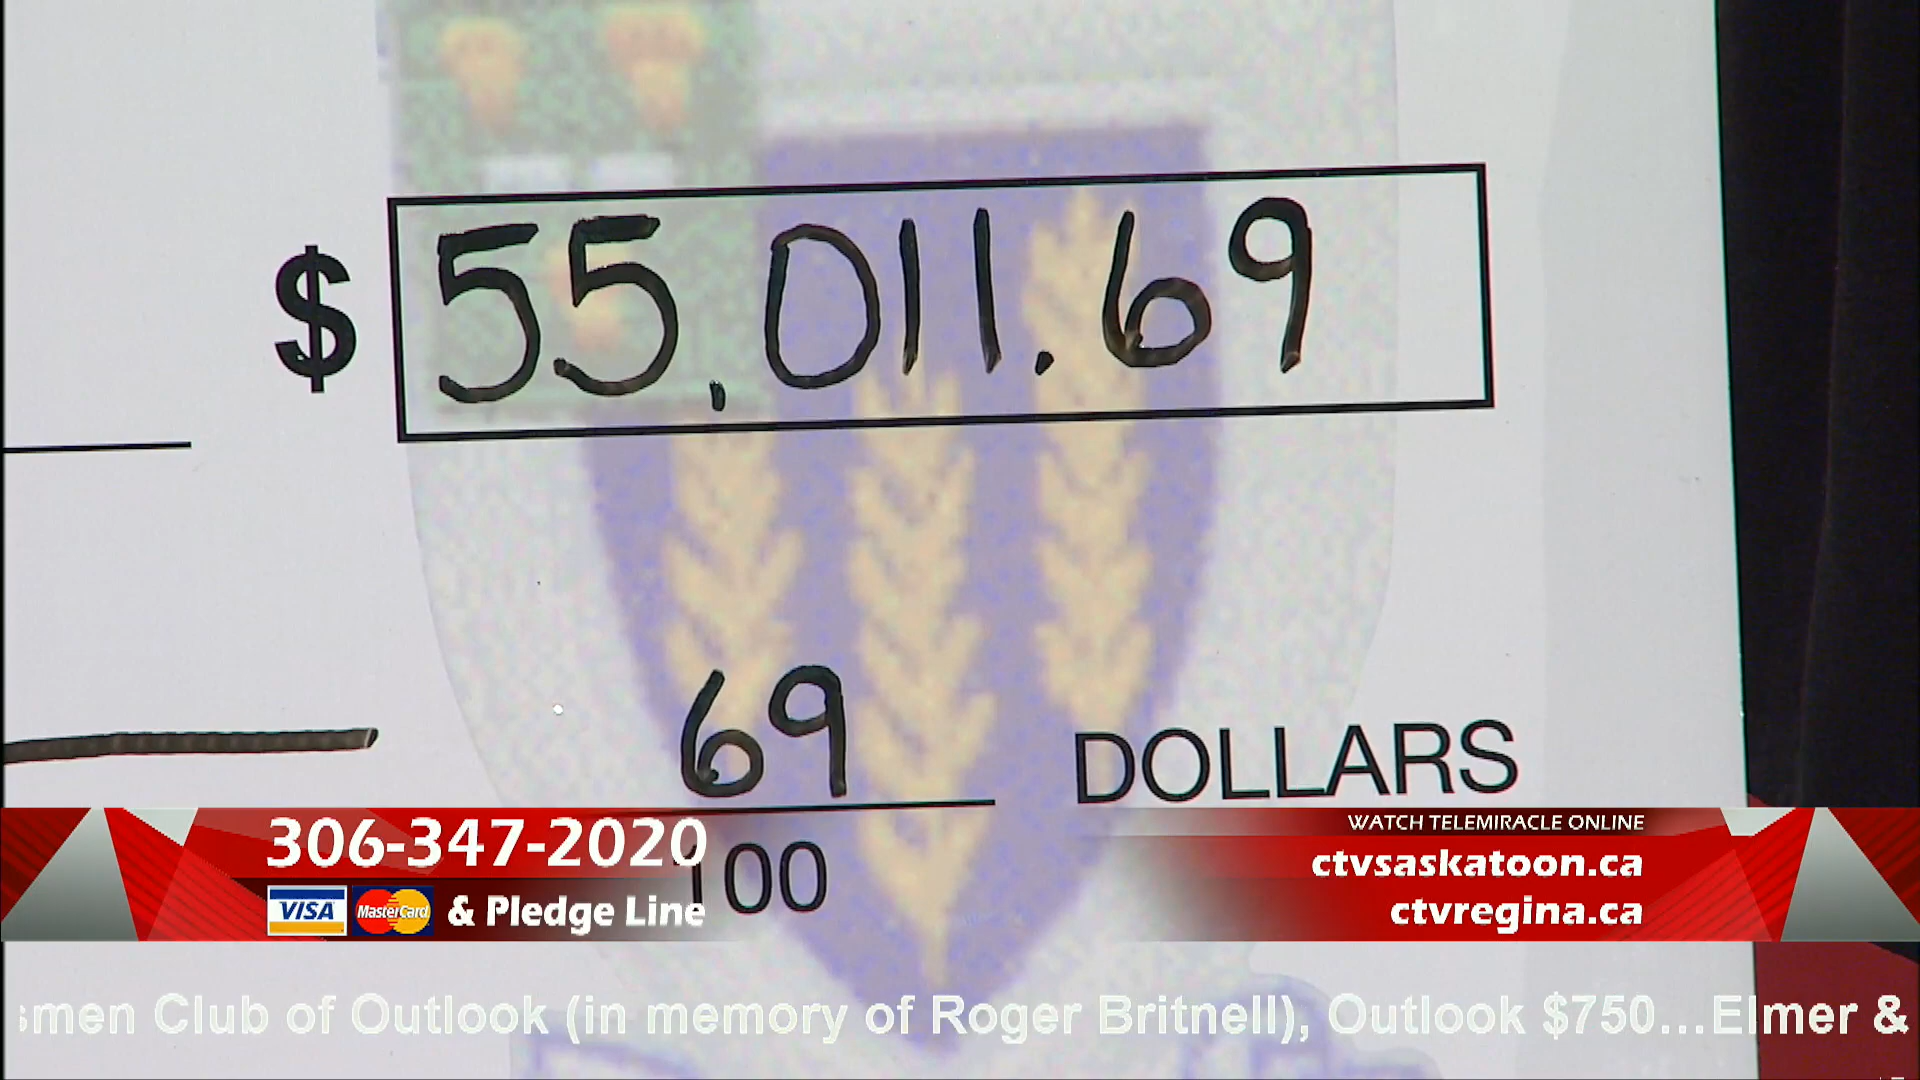 $ 55,011.69
69
100
DOLLARS
306-347-2020
VISA MasterCard & Pledge Line
WATCH TELEMIRACLE ONLINE
ctvsaskatoon.ca
ctvregina.ca
smen Club of Outlook (in memory of Roger Britnell), Outlook $750...Elmer &